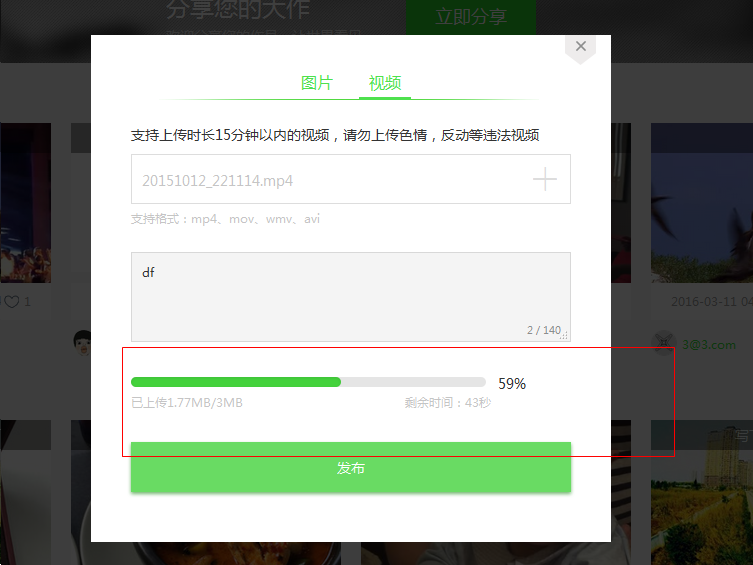 分享您的大作
立即分享
图片 视频
支持上传时长15分钟以内的视频，请勿上传色情，反动等违法视频
20151012_221114.mp4
支持格式：mp4、mov、wmv、avi
df
2 / 140
1
2016-03-11 04
3@3.com
59%
已上传1.77MB/3MB 剩余时间：43秒
发布